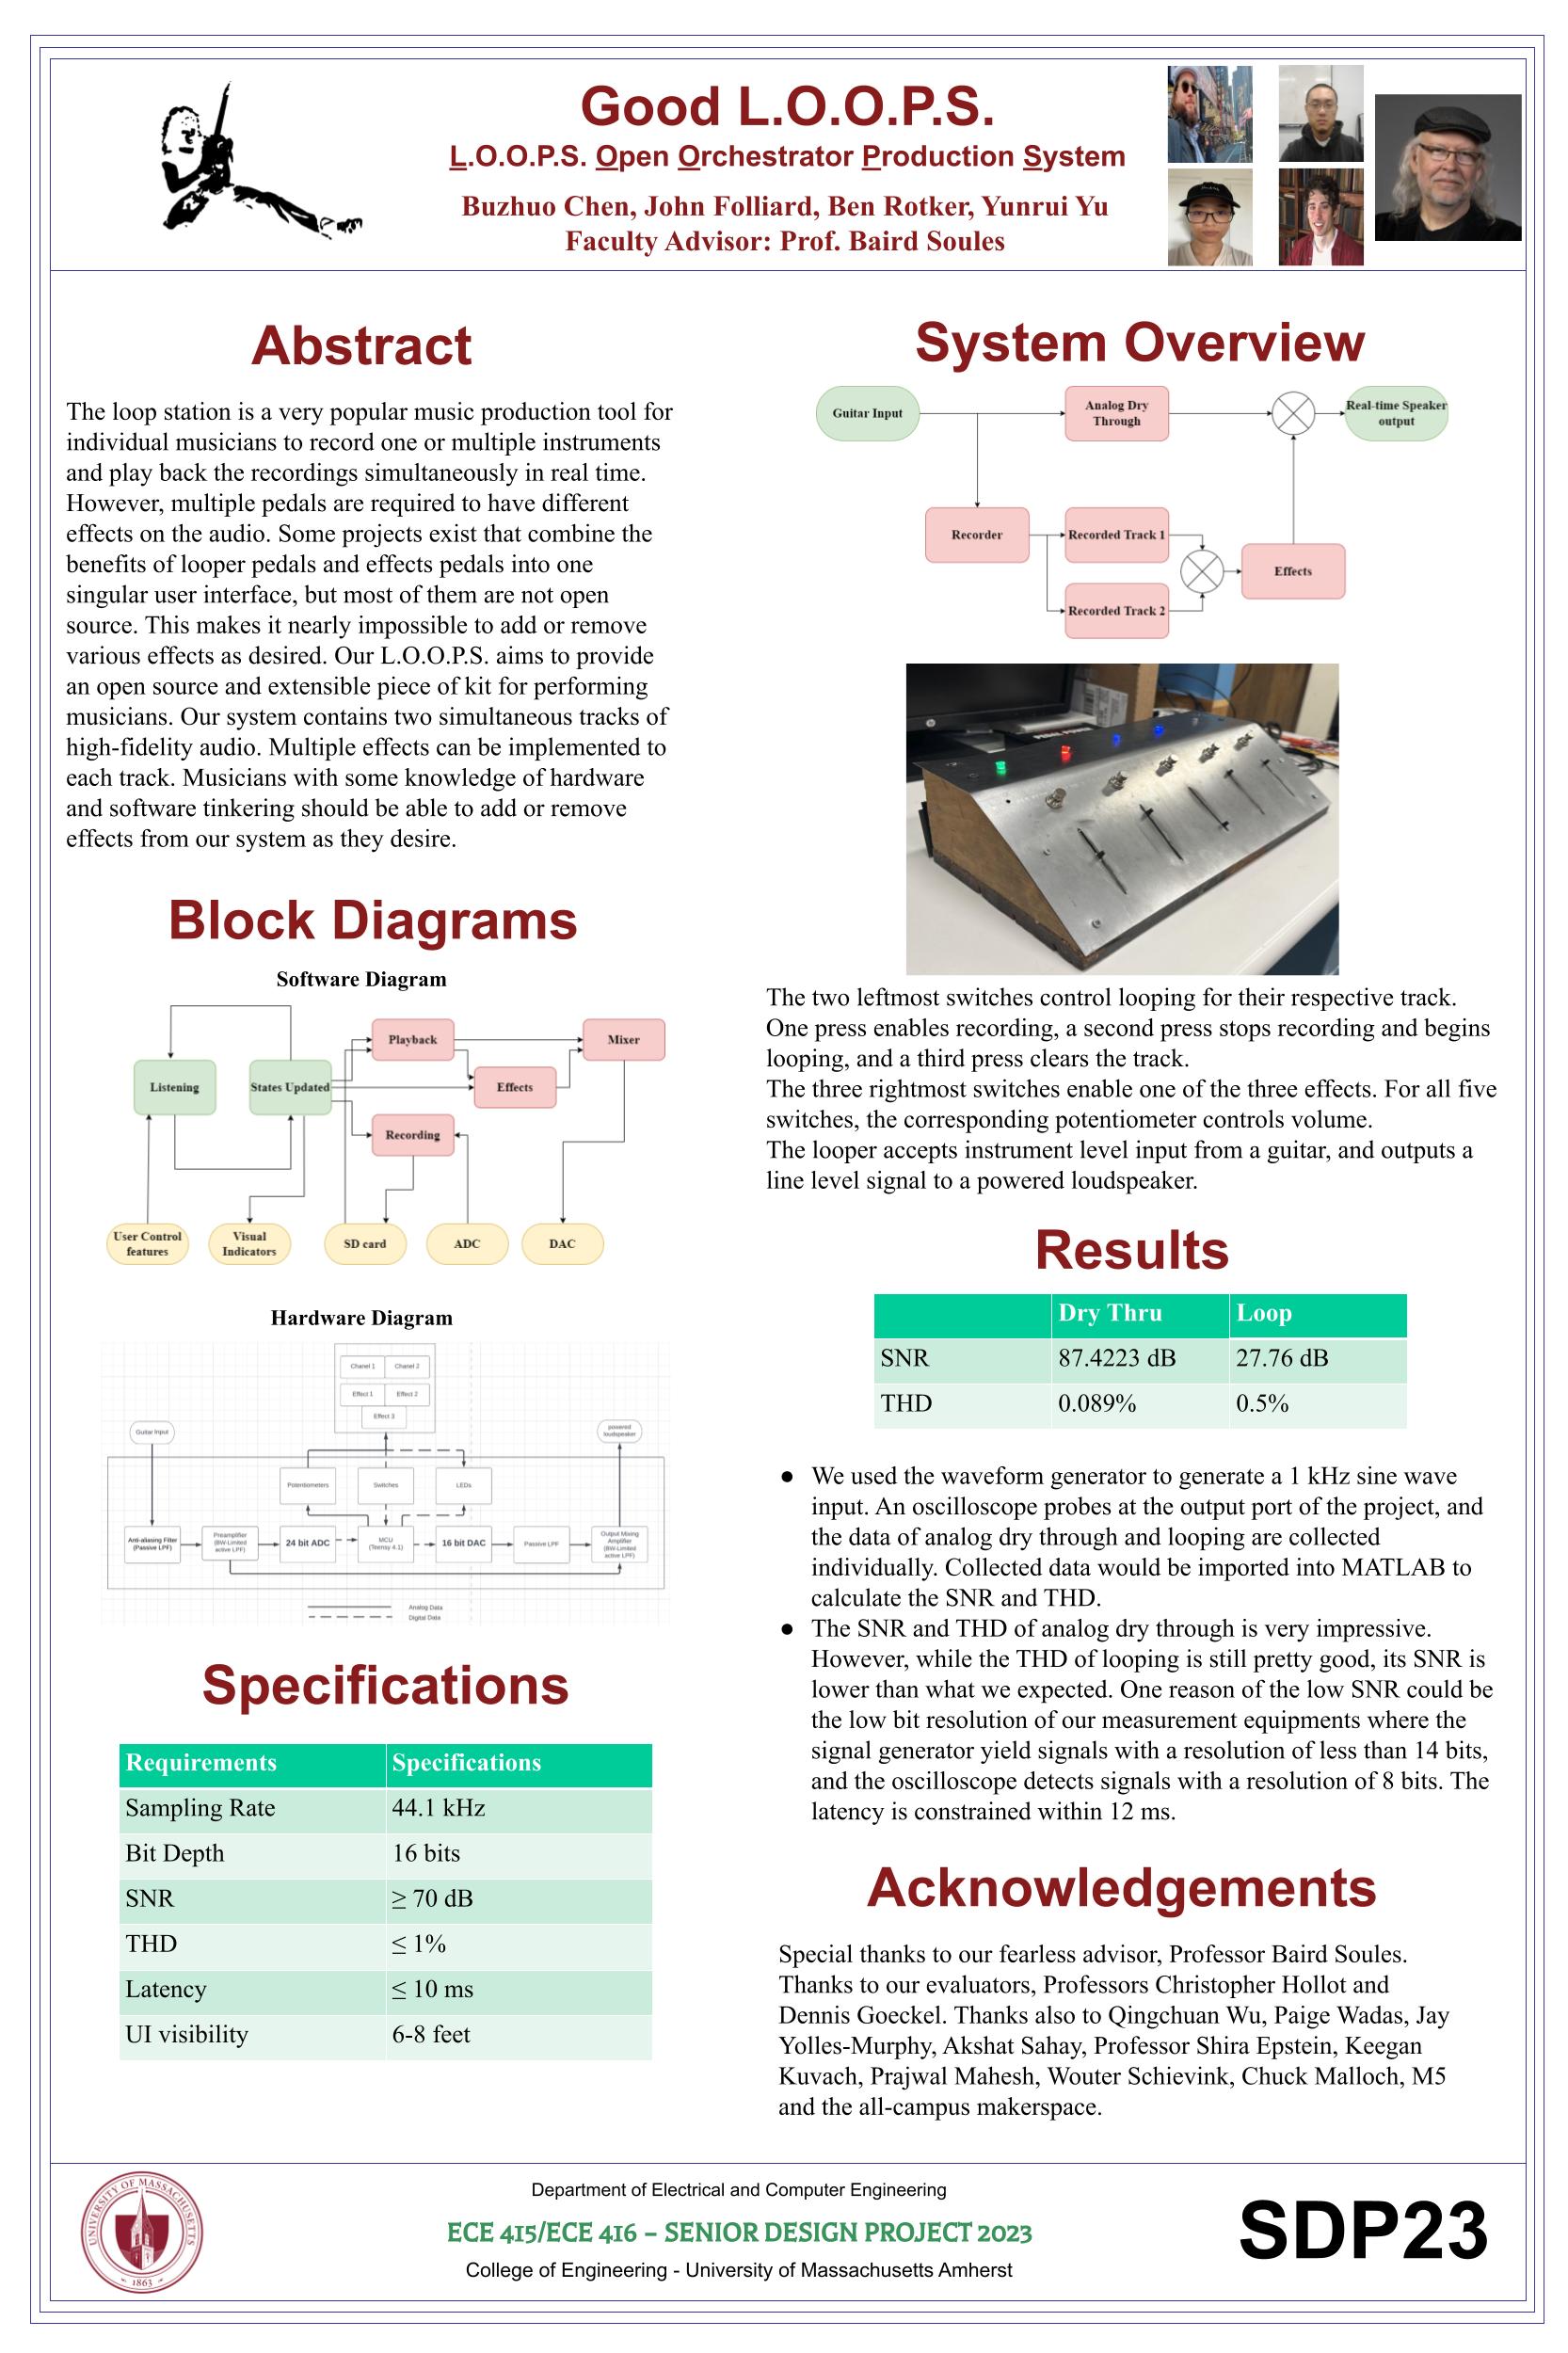 Good L.O.O.P.S.
L.O.O.P.S. Open Orchestrator Production System
Buzhuo Chen, John Folliard, Ben Rotker, Yunrui Yu
Faculty Advisor: Prof. Baird Soules
Abstract
The loop station is a very popular music production tool for
individual musicians to record one or multiple instruments
and play back the recordings simultaneously in real time.
However, multiple pedals are required to have different
effects on the audio. Some projects exist that combine the
benefits of looper pedals and effects pedals into one
singular user interface, but most of them are not open
source. This makes it nearly impossible to add or remove
various effects as desired. Our L.O.O.P.S. aims to provide
an open source and extensible piece of kit for performing
musicians. Our system contains two simultaneous tracks of
high-fidelity audio. Multiple effects can be implemented to
each track. Musicians with some knowledge of hardware
and software tinkering should be able to add or remove
effects from our system as they desire.
Block Diagrams
Software Diagram
Playback
Mixer
Listening
States Updated
Effects
Recording
User Control
features
Visual
Indicators
SD card
ADC
DAC
Hardware Diagram
Chanel 1
Chanel 2
Effect 1
Effect 2
Effect 3
Guitar Input
powered
loudspeaker
Potentiometers
Switches
LEDs
Anti-aliasing Filter
(Passive LPF)
Preamplifier
(BW-Limited
active LPF)
24 bit ADC
MCU
(Teensy 4.1)
16 bit DAC
Passive LPF
Output Mixing
Amplifier
(BW-Limited
active LPF)
Analog Data
Digital Data
Specifications
Requirements Specifications
Sampling Rate 44.1 kHz
Bit Depth 16 bits
SNR ≥ 70 dB
THD ≤ 1%
Latency ≤ 10 ms
UI visibility 6-8 feet
System Overview
Guitar Input
Analog Dry
Through
Real-time Speaker
output
Recorder
Recorded Track 1
Effects
Recorded Track 2
The two leftmost switches control looping for their respective track.
One press enables recording, a second press stops recording and begins
looping, and a third press clears the track.
The three rightmost switches enable one of the three effects. For all five
switches, the corresponding potentiometer controls volume.
The looper accepts instrument level input from a guitar, and outputs a
line level signal to a powered loudspeaker.
Results
Dry Thru Loop
SNR 87.4223 dB 27.76 dB
THD 0.089% 0.5%
● We used the waveform generator to generate a 1 kHz sine wave
input. An oscilloscope probes at the output port of the project, and
the data of analog dry through and looping are collected
individually. Collected data would be imported into MATLAB to
calculate the SNR and THD.
● The SNR and THD of analog dry through is very impressive.
However, while the THD of looping is still pretty good, its SNR is
lower than what we expected. One reason of the low SNR could be
the low bit resolution of our measurement equipments where the
signal generator yield signals with a resolution of less than 14 bits,
and the oscilloscope detects signals with a resolution of 8 bits. The
latency is constrained within 12 ms.
Acknowledgements
Special thanks to our fearless advisor, Professor Baird Soules.
Thanks to our evaluators, Professors Christopher Hollot and
Dennis Goeckel. Thanks also to Qingchuan Wu, Paige Wadas, Jay
Yolles-Murphy, Akshat Sahay, Professor Shira Epstein, Keegan
Kuvach, Prajwal Mahesh, Wouter Schievink, Chuck Malloch, M5
and the all-campus makerspace.
UNIVERSITY OF MASSACHUSETTS
1863
Department of Electrical and Computer Engineering
ECE 415/ECE 416 – SENIOR DESIGN PROJECT 2023
College of Engineering - University of Massachusetts Amherst
SDP23